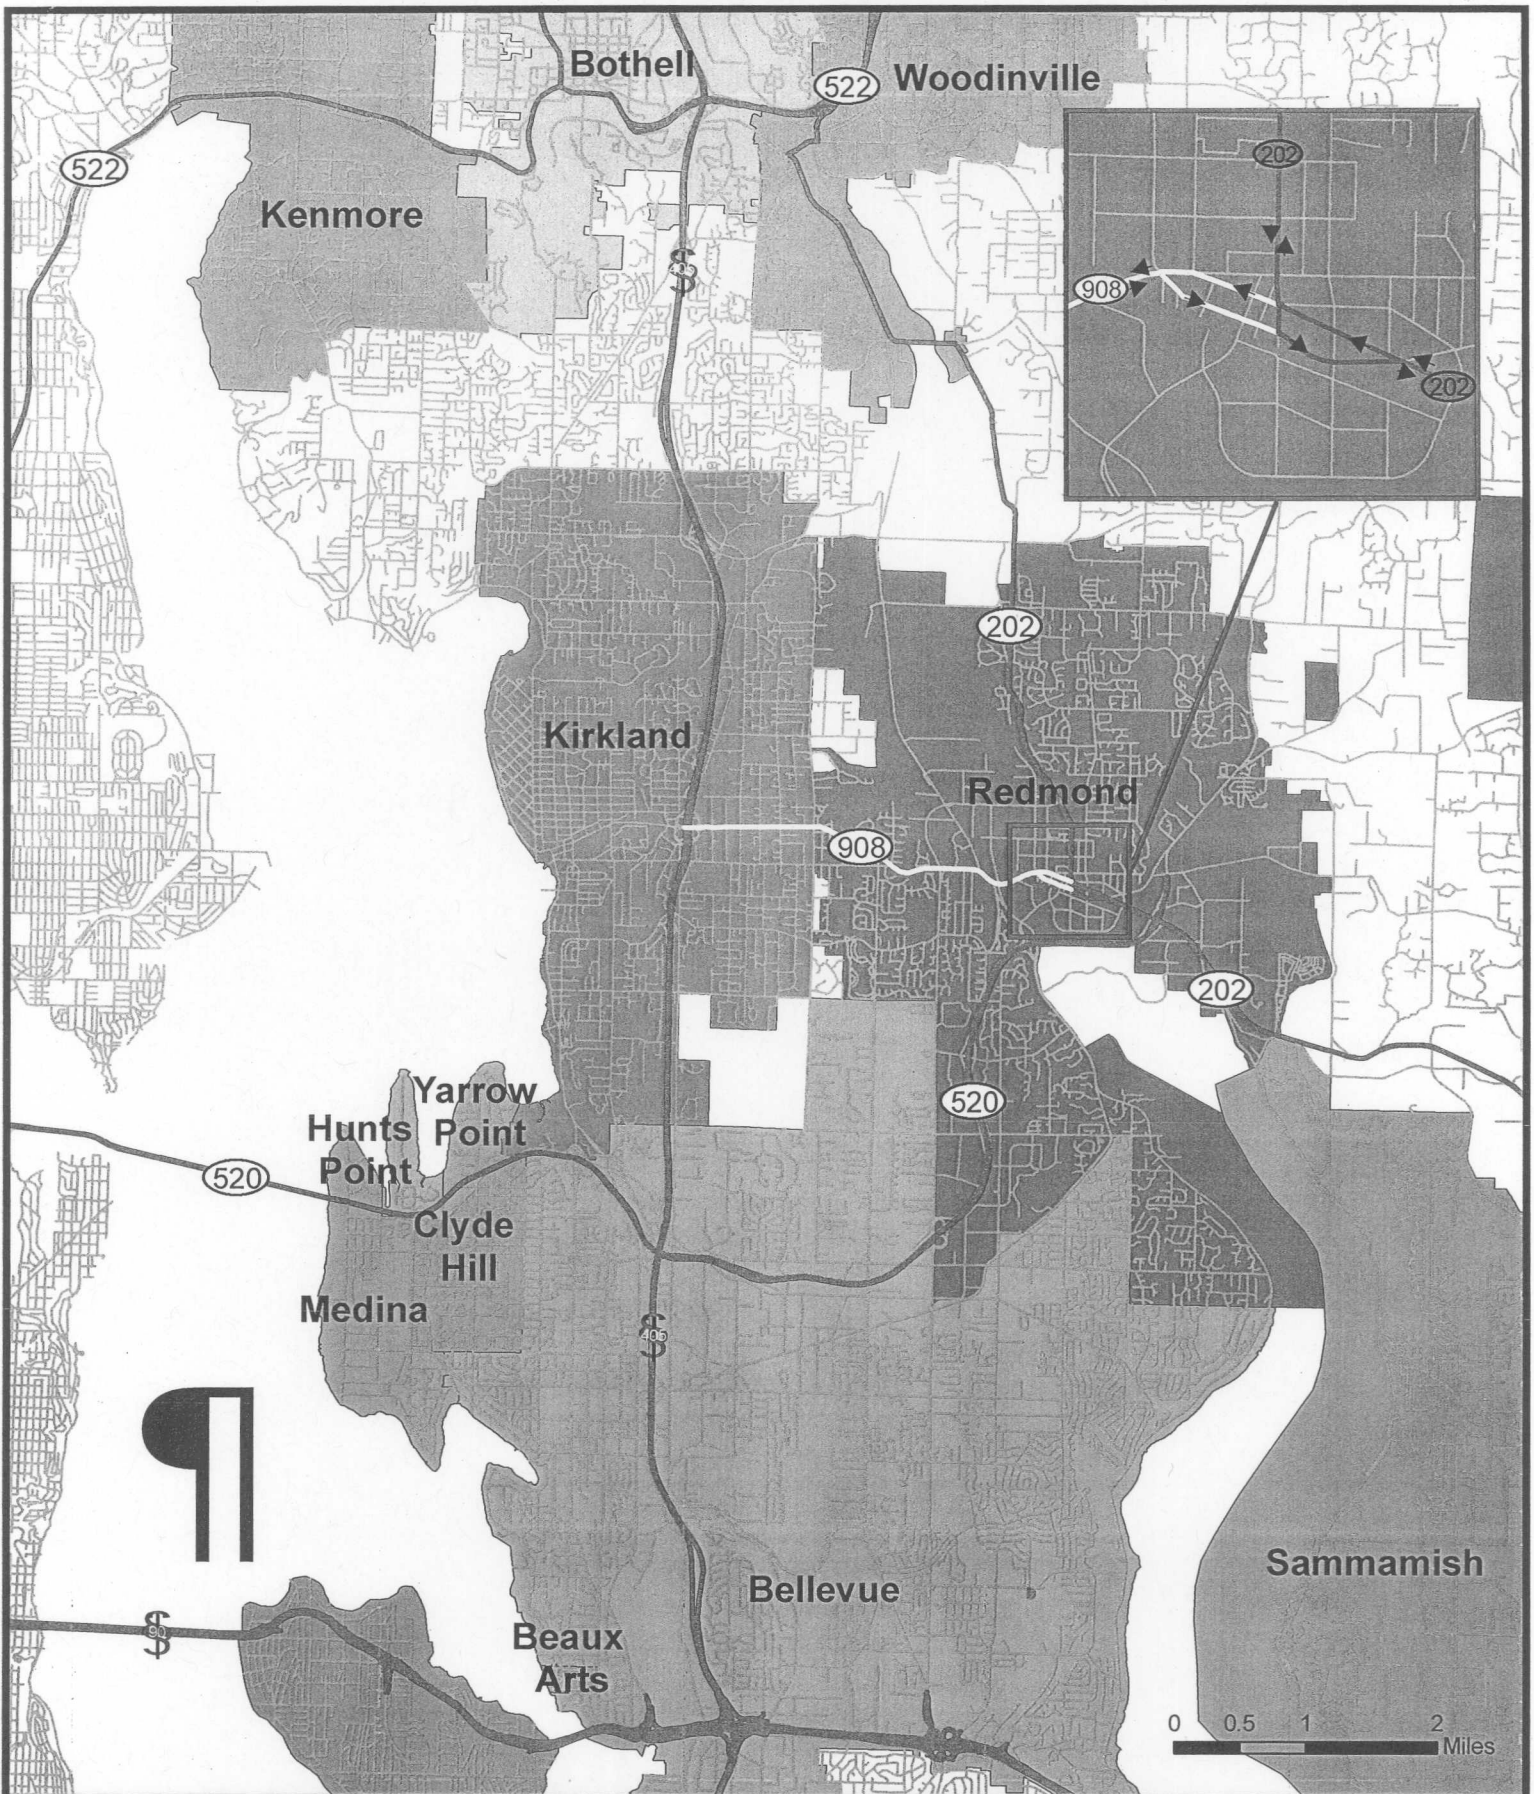 Bothell
522
Woodinville
522
202
Kenmore
405
908
202
202
Kirkland
Redmond
908
202
Yarrow
Point
Hunts
Point
520
520
Clyde
Hill
Medina
$
405
¶
Sammamish
Bellevue
$
90
Beaux
Arts
0 0.5 1 2
Miles